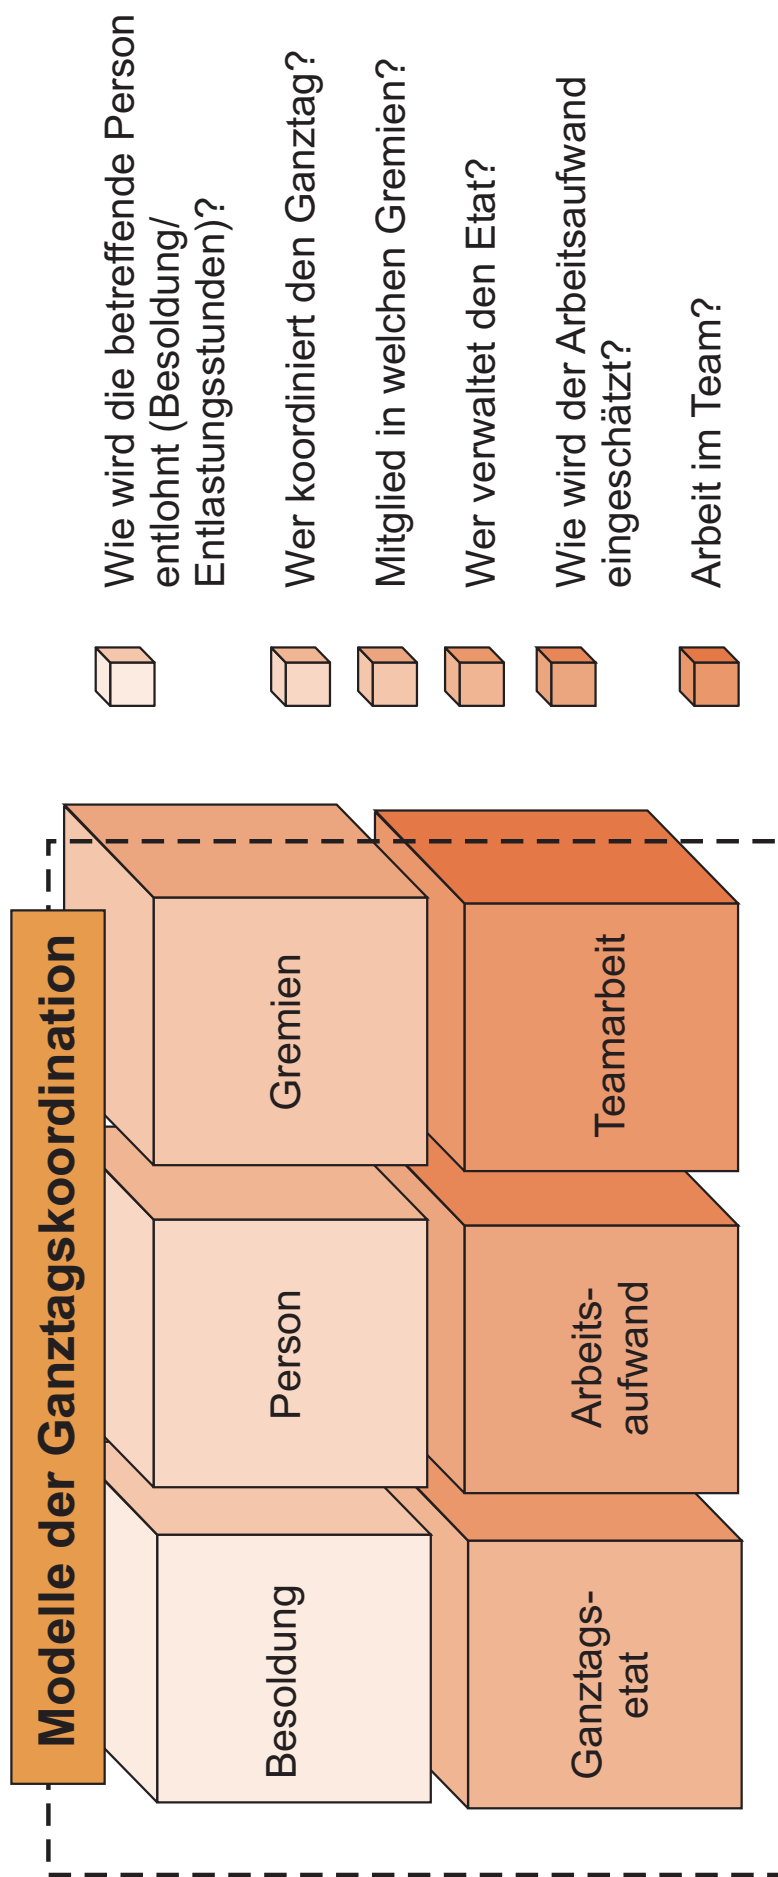 Modelle der Ganztagskoordination
Besoldung
Person
Gremien
Ganztags-
etat
Arbeits-
aufwand
Teamarbeit
Wie wird die betreffende Person
entlohnt (Besoldung/
Entlastungsstunden)?
Wer koordiniert den Ganztag?
Mitglied in welchen Gremien?
Wer verwaltet den Etat?
Wie wird der Arbeitsaufwand
eingeschätzt?
Arbeit im Team?